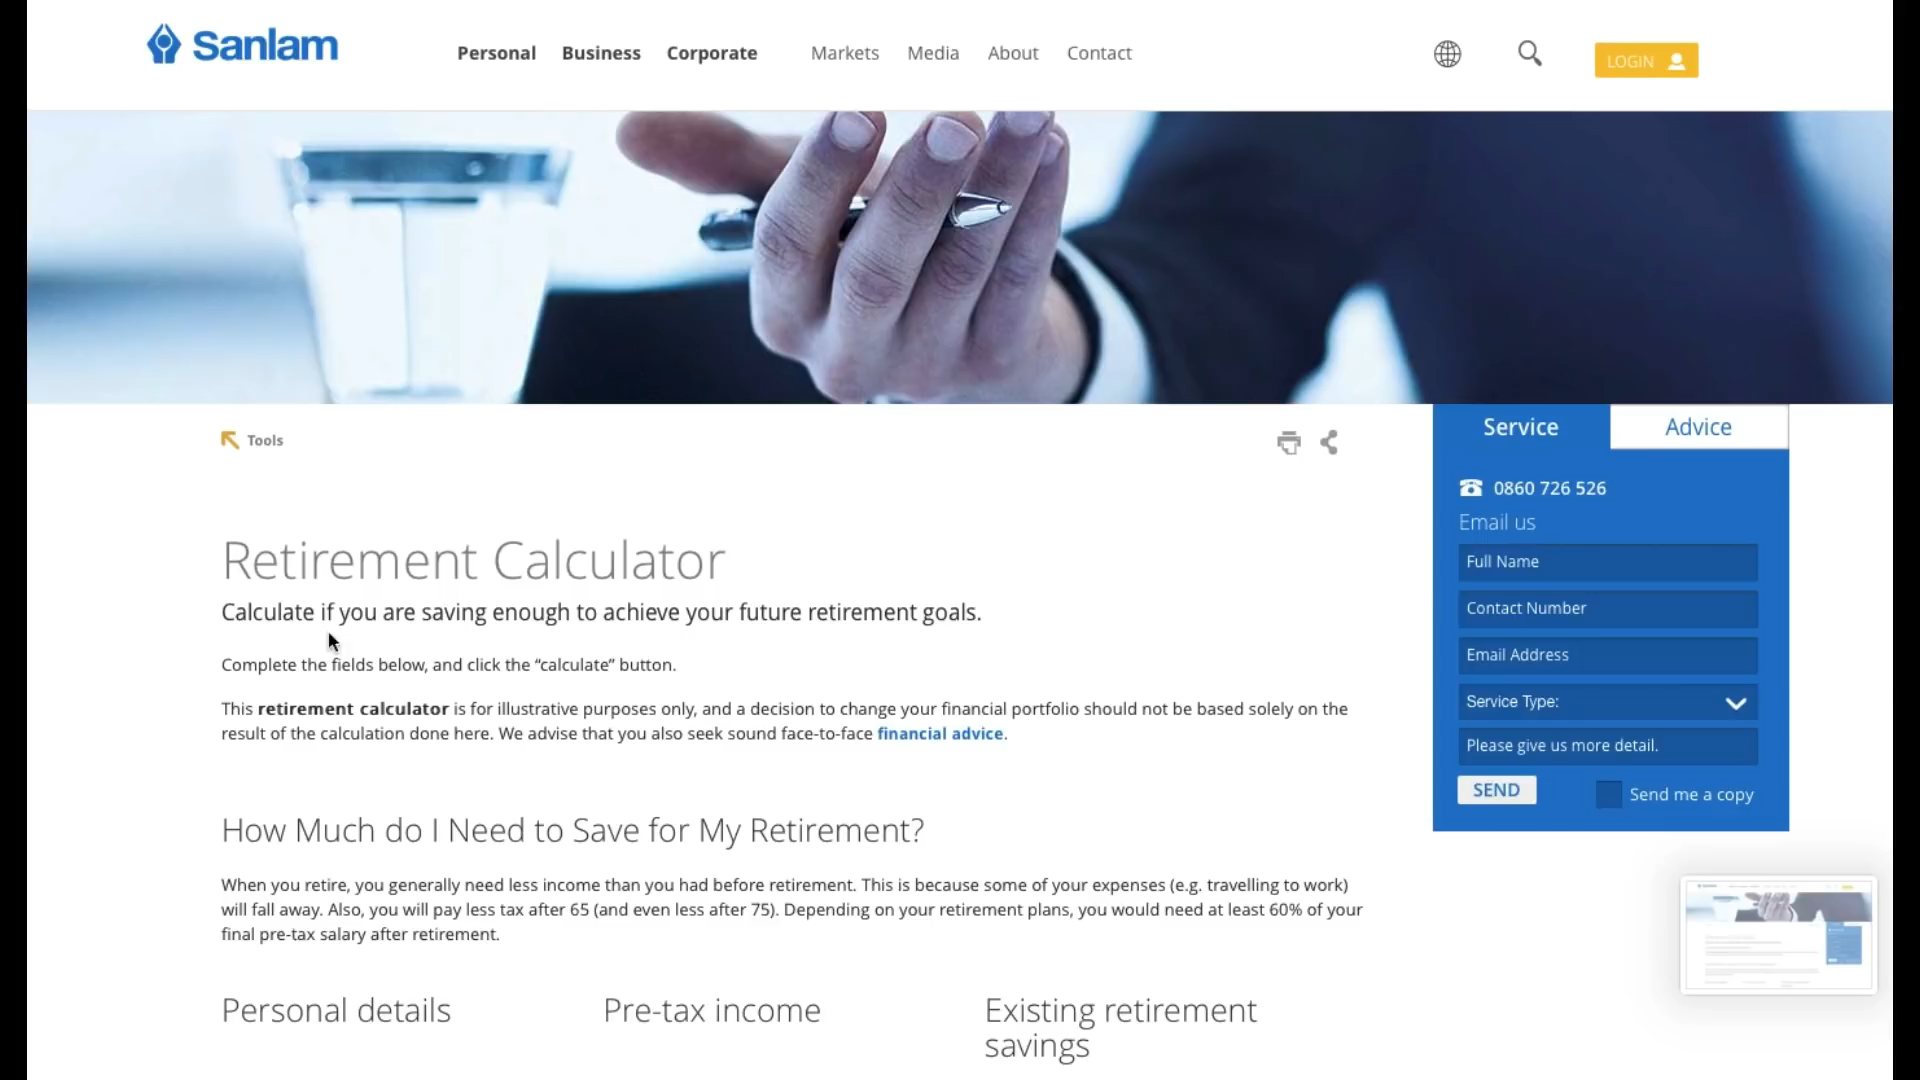 Sanlam
Personal Business Corporate Markets Media About Contact
LOGIN
Tools
Service Advice
0860 726 526
Email us
Full Name
Contact Number
Email Address
Service Type:
Please give us more detail.
SEND Send me a copy
Retirement Calculator
Calculate if you are saving enough to achieve your future retirement goals.
Complete the fields below, and click the “calculate” button.
This retirement calculator is for illustrative purposes only, and a decision to change your financial portfolio should not be based solely on the
result of the calculation done here. We advise that you also seek sound face-to-face financial advice.
How Much do I Need to Save for My Retirement?
When you retire, you generally need less income than you had before retirement. This is because some of your expenses (e.g. travelling to work)
will fall away. Also, you will pay less tax after 65 (and even less after 75). Depending on your retirement plans, you would need at least 60% of your
final pre-tax salary after retirement.
Personal details
Pre-tax income
Existing retirement
savings